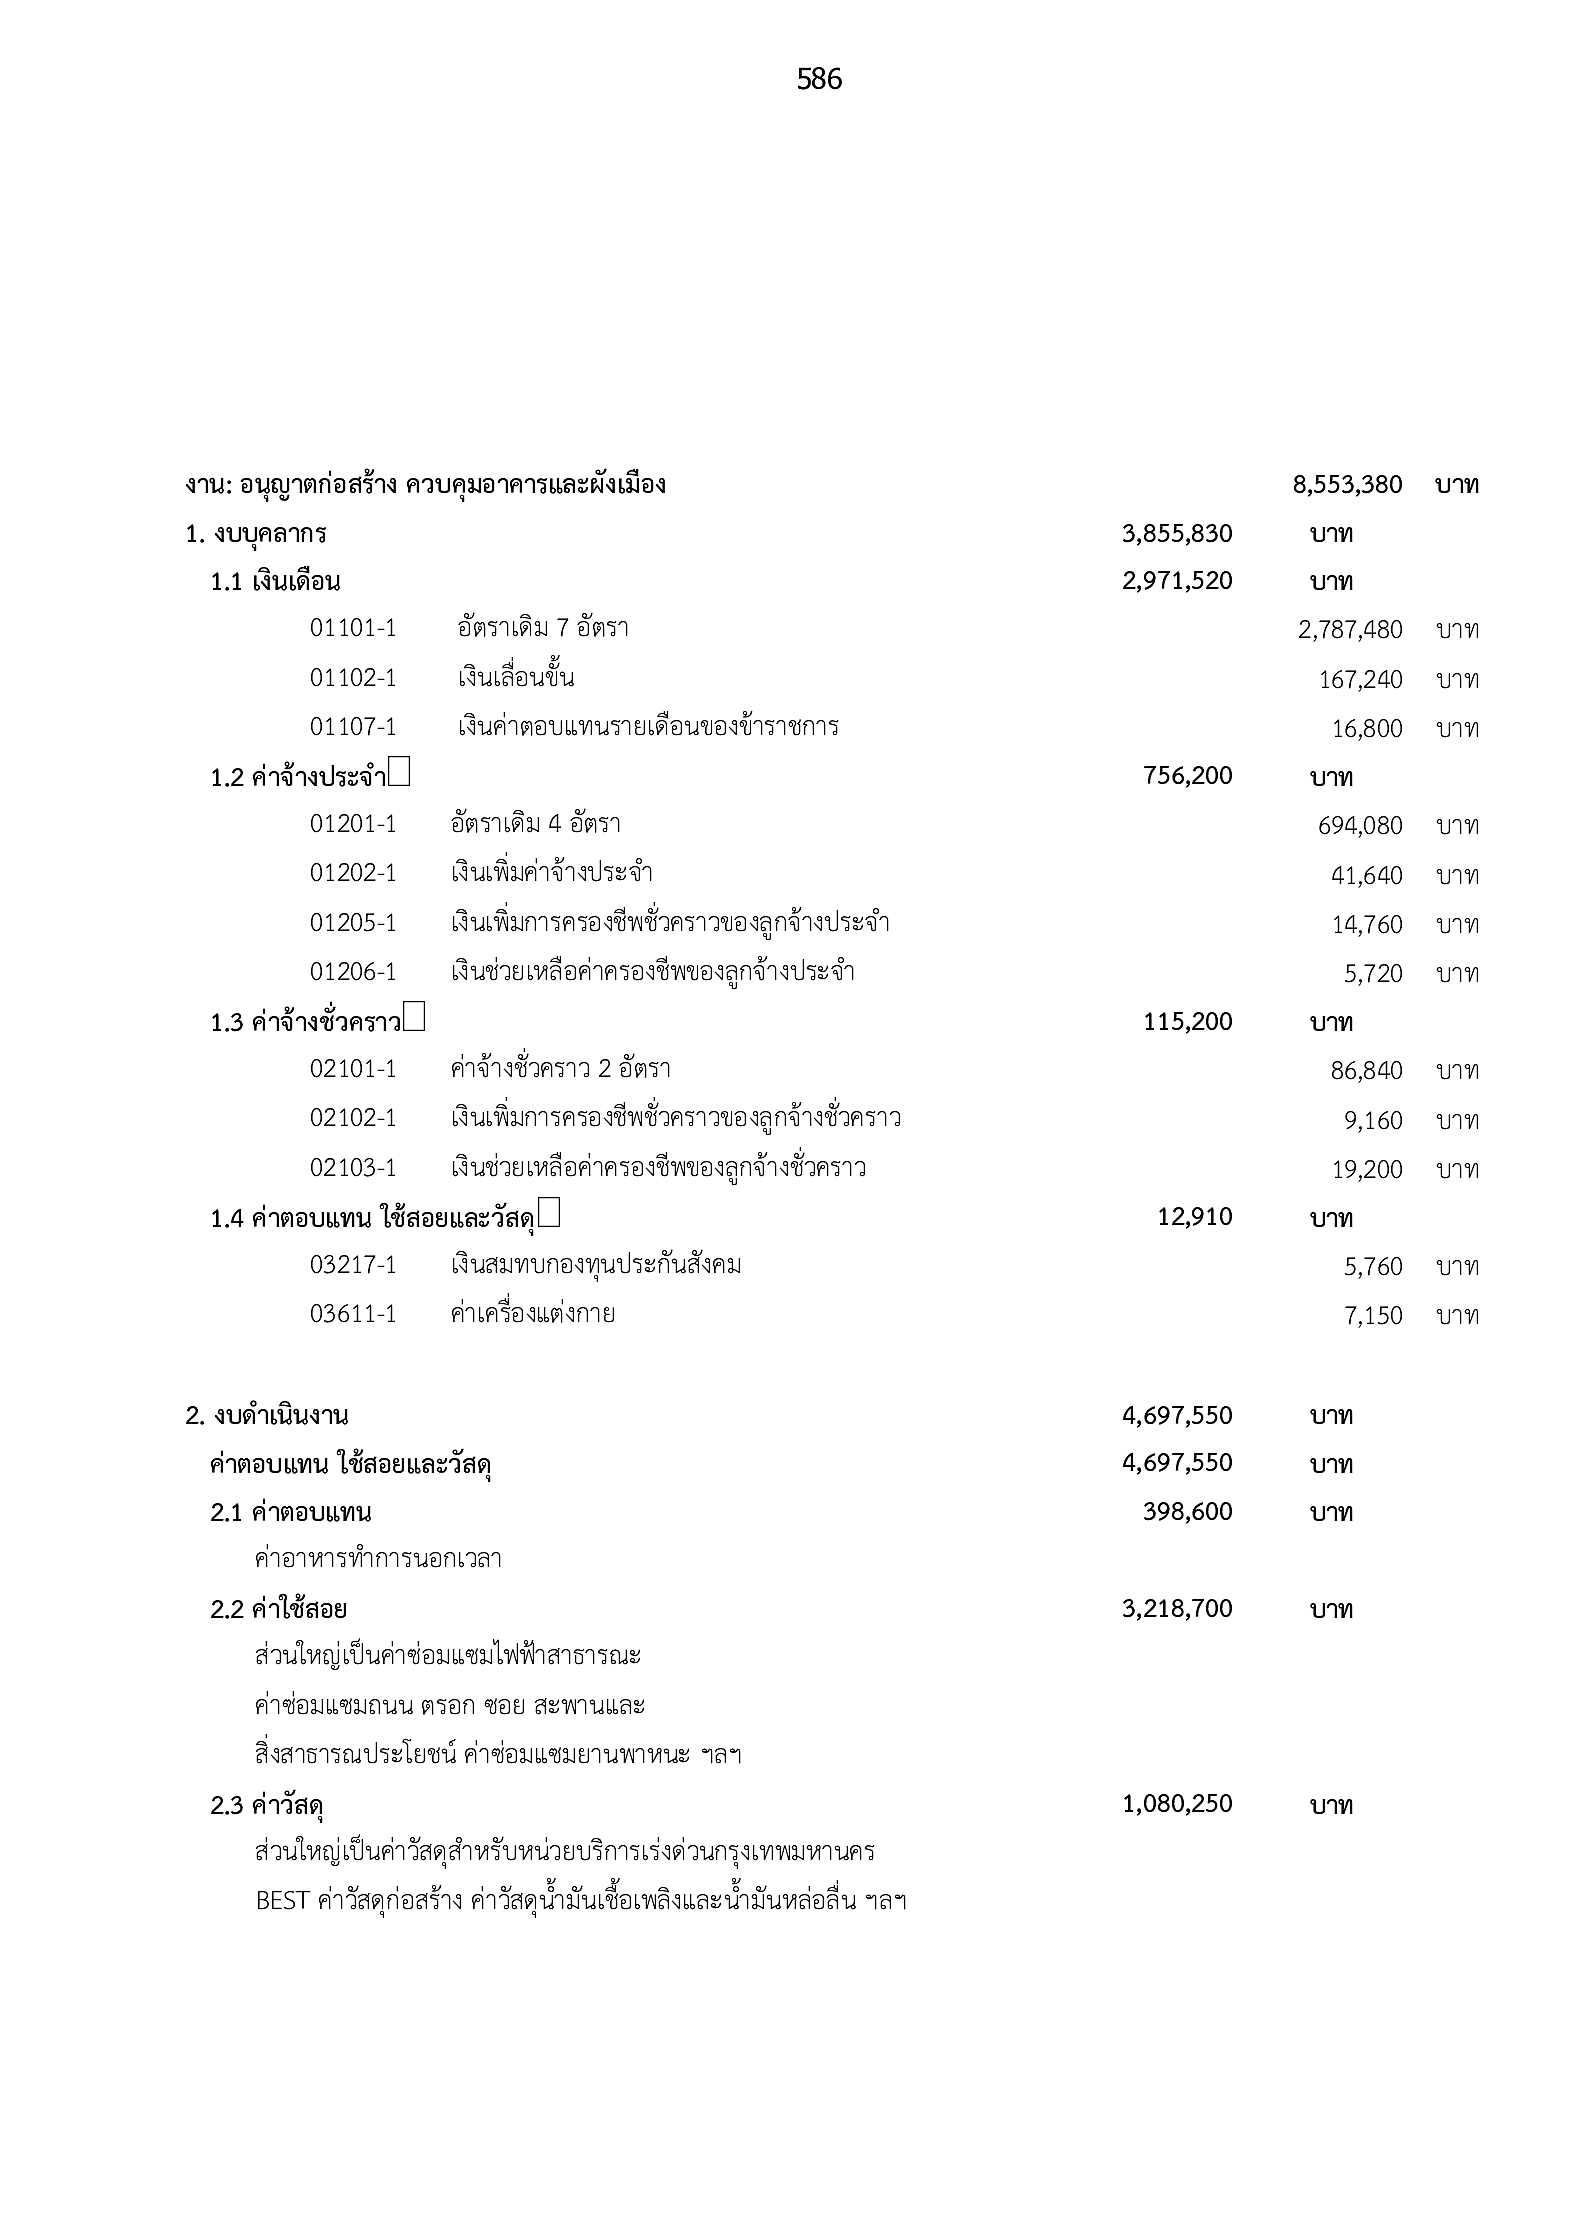 586
งาน: อนุญาตก่อสร้าง ควบคุมอาคารและผังเมือง 8,553,380 บาท
1. งบบุคลากร 3,855,830 บาท
1.1 เงินเดือน 2,971,520 บาท
01101-1 อัตราเดิม 7 อัตรา 2,787,480 บาท
01102-1 เงินเลื่อนขั้น 167,240 บาท
01107-1 เงินค่าตอบแทนรายเดือนของข้าราชการ 16,800 บาท
1.2 ค่าจ้างประจำ 756,200 บาท
01201-1 อัตราเดิม 4 อัตรา 694,080 บาท
01202-1 เงินเพิ่มค่าจ้างประจำ 41,640 บาท
01205-1 เงินเพิ่มการครองชีพชั่วคราวของลูกจ้างประจำ 14,760 บาท
01206-1 เงินช่วยเหลือค่าครองชีพของลูกจ้างประจำ 5,720 บาท
1.3 ค่าจ้างชั่วคราว 115,200 บาท
02101-1 ค่าจ้างชั่วคราว 2 อัตรา 86,840 บาท
02102-1 เงินเพิ่มการครองชีพชั่วคราวของลูกจ้างชั่วคราว 9,160 บาท
02103-1 เงินช่วยเหลือค่าครองชีพของลูกจ้างชั่วคราว 19,200 บาท
1.4 ค่าตอบแทน ใช้สอยและวัสดุ 12,910 บาท
03217-1 เงินสมทบกองทุนประกันสังคม 5,760 บาท
03611-1 ค่าเครื่องแต่งกาย 7,150 บาท
2. งบดำเนินงาน 4,697,550 บาท
ค่าตอบแทน ใช้สอยและวัสดุ 4,697,550 บาท
2.1 ค่าตอบแทน 398,600 บาท
ค่าอาหารทำการนอกเวลา
2.2 ค่าใช้สอย 3,218,700 บาท
ส่วนใหญ่เป็นค่าซ่อมแซมไฟฟ้าสาธารณะ
ค่าซ่อมแซมถนน ตรอก ซอย สะพานและ
สิ่งสาธารณประโยชน์ ค่าซ่อมแซมยานพาหนะ ฯลฯ
2.3 ค่าวัสดุ 1,080,250 บาท
ส่วนใหญ่เป็นค่าวัสดุสำหรับหน่วยบริการเร่งด่วนกรุงเทพมหานคร
BEST ค่าวัสดุก่อสร้าง ค่าวัสดุน้ำมันเชื้อเพลิงและน้ำมันหล่อลื่น ฯลฯ